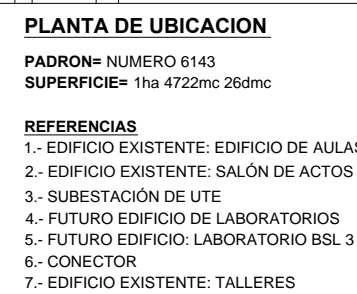 PLANTA DE UBICACION
PADRON= NUMERO 6143
SUPERFICIE= 1ha 4722mc 26dmc
REFERENCIAS
1.- EDIFICIO EXISTENTE: EDIFICIO DE AULAS
2.- EDIFICIO EXISTENTE: SALÓN DE ACTOS
3.- SUBESTACIÓN DE UTE
4.- FUTURO EDIFICIO DE LABORATORIOS
5.- FUTURO EDIFICIO: LABORATORIO BSL 3
6.- CONECTOR
7.- EDIFICIO EXISTENTE: TALLERES